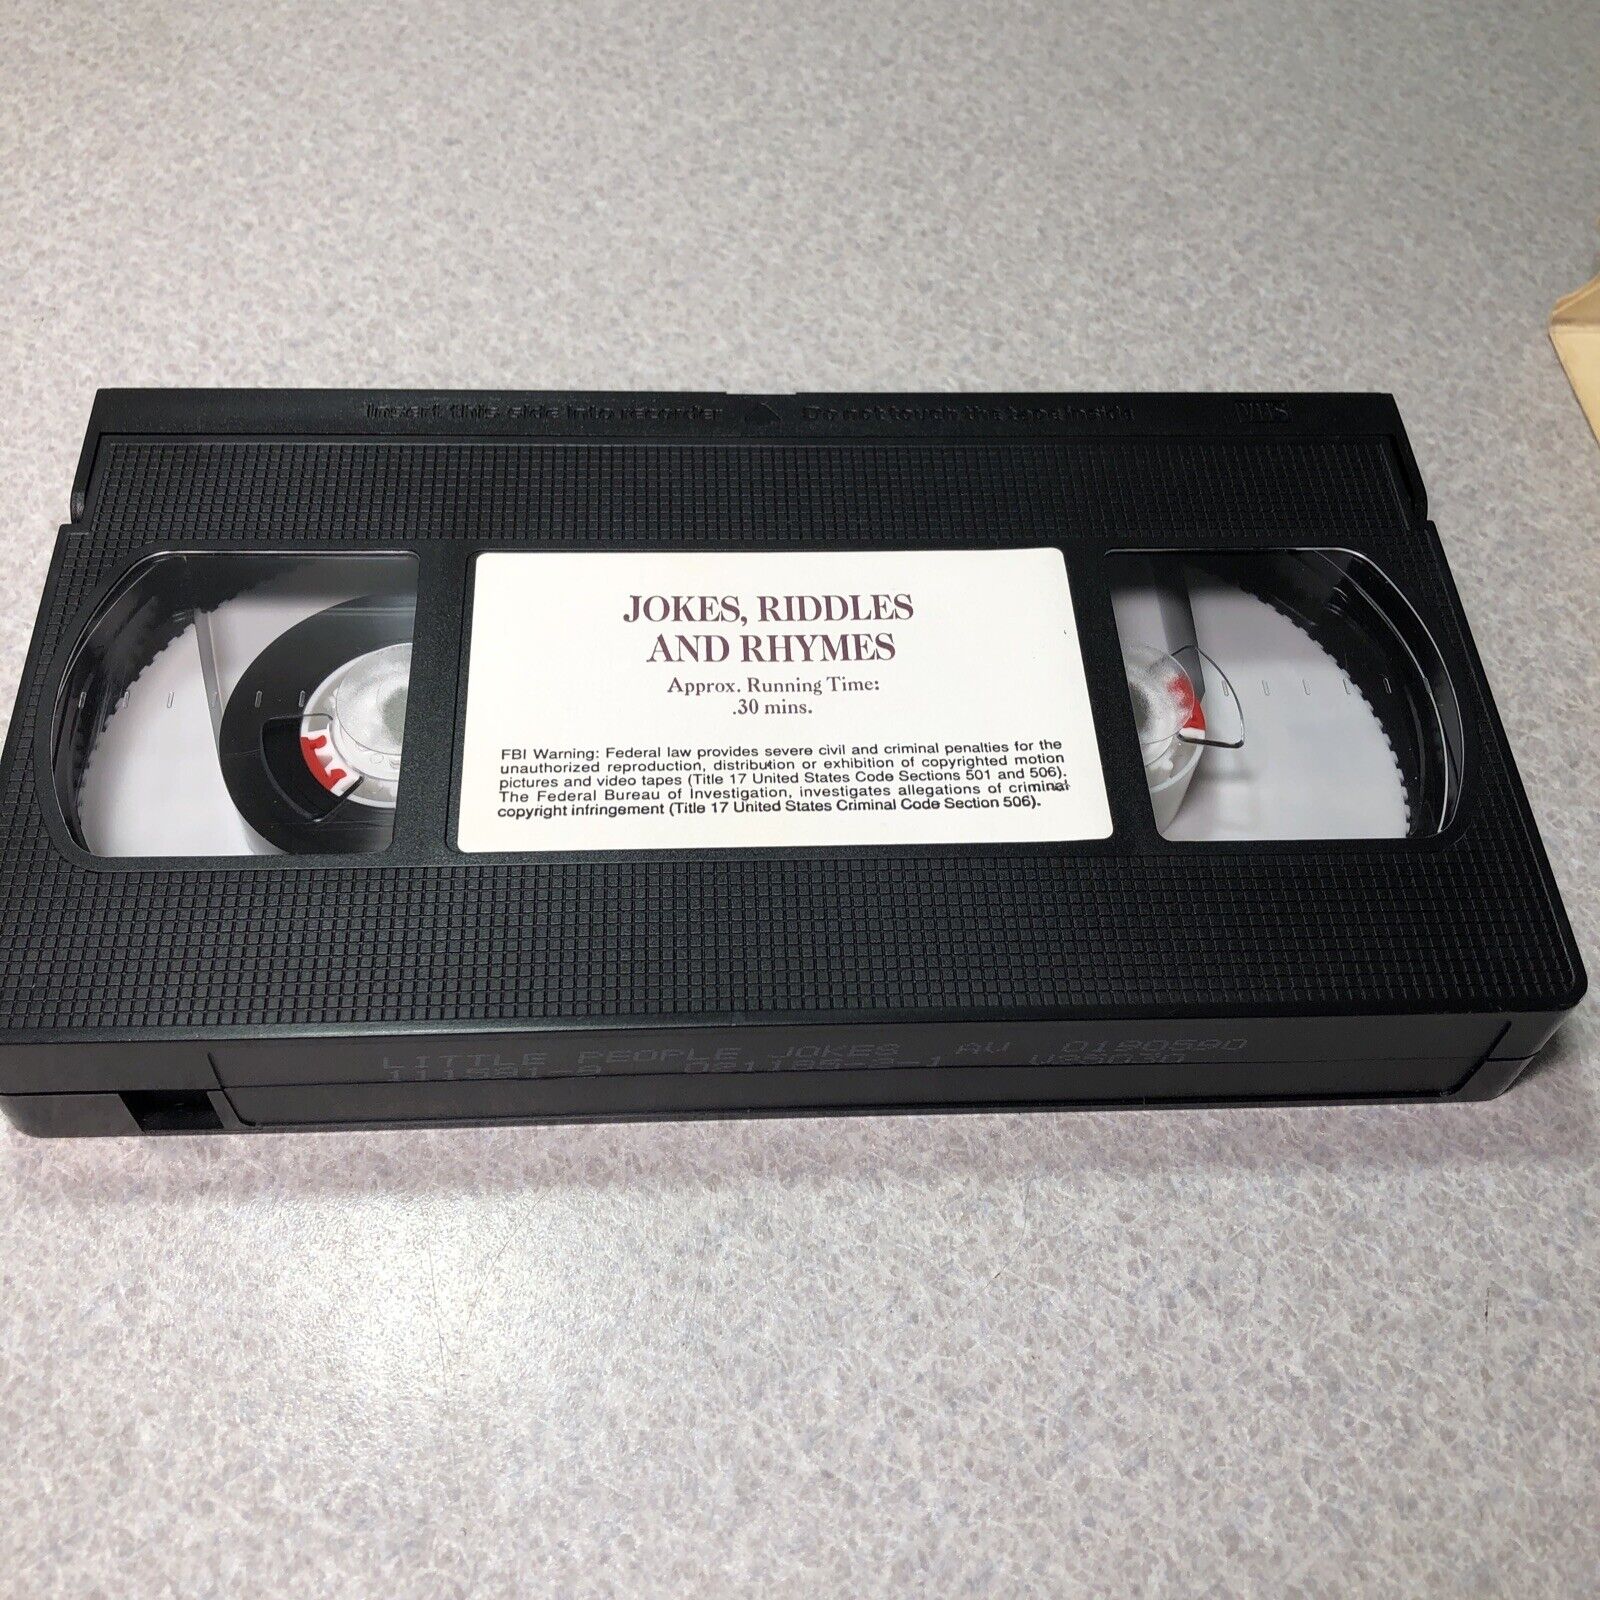 Insert this side into recorder Do not touch the tape inside VHS
JOKES, RIDDLES
AND RHYMES
Approx. Running Time:
.30 mins.
FBI Warning: Federal law provides severe civil and criminal penalties for the
unauthorized reproduction, distribution or exhibition of copyrighted motion
pictures and video tapes (Title 17 United States Code Sections 501 and 506).
The Federal Bureau of Investigation, investigates allegations of criminal
copyright infringement (Title 17 United States Criminal Code Section 506).
LITTLE PEOPLE JOKES AV